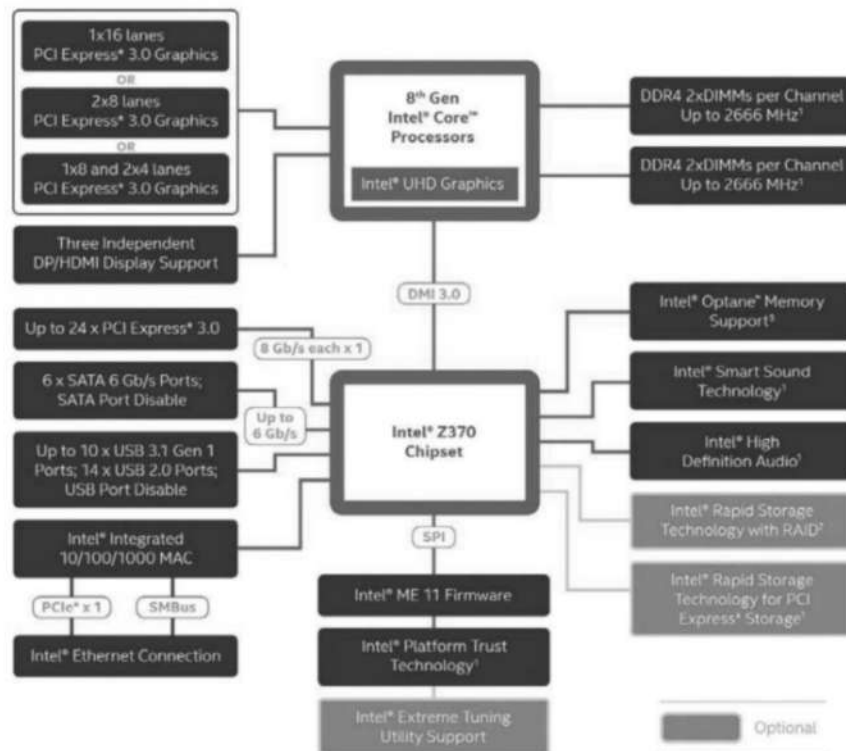 1x16 lanes
PCI Express* 3.0 Graphics
OR
2x8 lanes
PCI Express* 3.0 Graphics
OR
1x8 and 2x4 lanes
PCI Express* 3.0 Graphics
Three Independent
DP/HDMI Display Support
8th Gen
Intel® Core™
Processors
Intel® UHD Graphics
DDR4 2xDIMMs per Channel
Up to 2666 MHz¹
DDR4 2xDIMMs per Channel
Up to 2666 MHz¹
DMI 3.0
Up to 24 x PCI Express* 3.0
8 Gb/s each x 1
6 x SATA 6 Gb/s Ports;
SATA Port Disable
Up to
6 Gb/s
Up to 10 x USB 3.1 Gen 1
Ports; 14 x USB 2.0 Ports;
USB Port Disable
Intel® Integrated
10/100/1000 MAC
PCIe* x 1
SMBus
Intel® Ethernet Connection
Intel® Z370
Chipset
SPI
Intel® ME 11 Firmware
Intel® Platform Trust
Technology¹
Intel® Extreme Tuning
Utility Support
Intel® Optane™ Memory
Support³
Intel® Smart Sound
Technology¹
Intel® High
Definition Audio¹
Intel® Rapid Storage
Technology with RAID²
Intel® Rapid Storage
Technology for PCI
Express* Storage¹
Optional